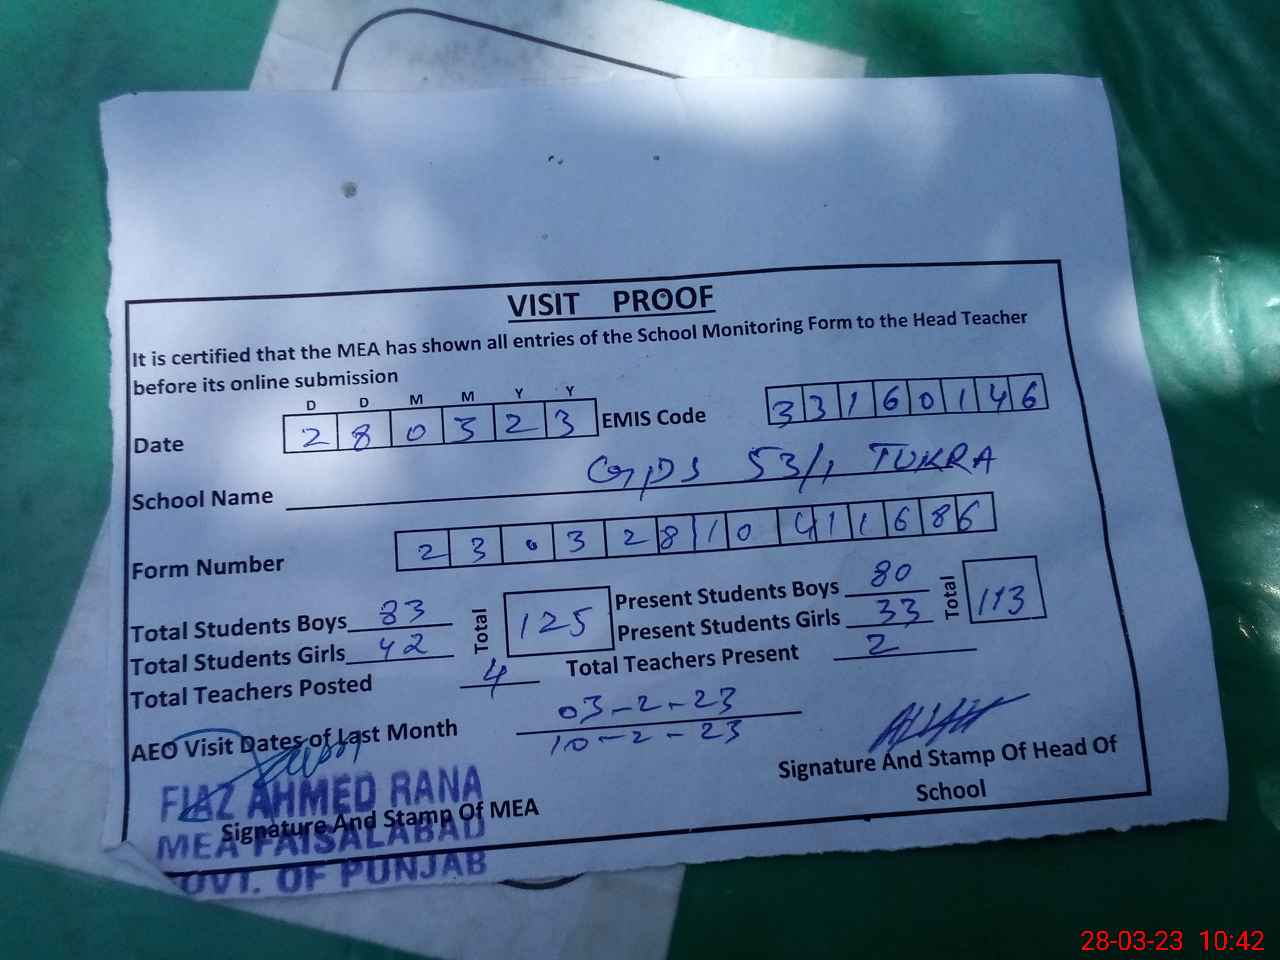 VISIT PROOF
It is certified that the MEA has shown all entries of the School Monitoring Form to the Head Teacher
before its online submission
D D M M Y Y
Date 2 8 0 3 2 3 EMIS Code 3 3 1 6 0 1 4 6
School Name GPS 53/1 TUKRA
Form Number 2 3 0 3 2 8 1 0 4 1 1 6 8 6
Total Students Boys 83 Total 125 Present Students Boys 80 Total 113
Total Students Girls 42 Present Students Girls 33
Total Teachers Posted 4 Total Teachers Present 2
AEO Visit Dates of Last Month 03-2-23
10-2-23
Signature And Stamp Of Head Of
School
FIAZ AHMED RANA
Signature And Stamp Of MEA
MEA FAISALABAD
GOVT. OF PUNJAB
28-03-23 10:42